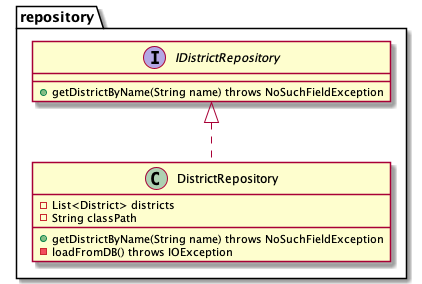 repository
I IDistrictRepository
getDistrictByName(String name) throws NoSuchFieldException
C DistrictRepository
List<District> districts
String classPath
getDistrictByName(String name) throws NoSuchFieldException
loadFromDB() throws IOException